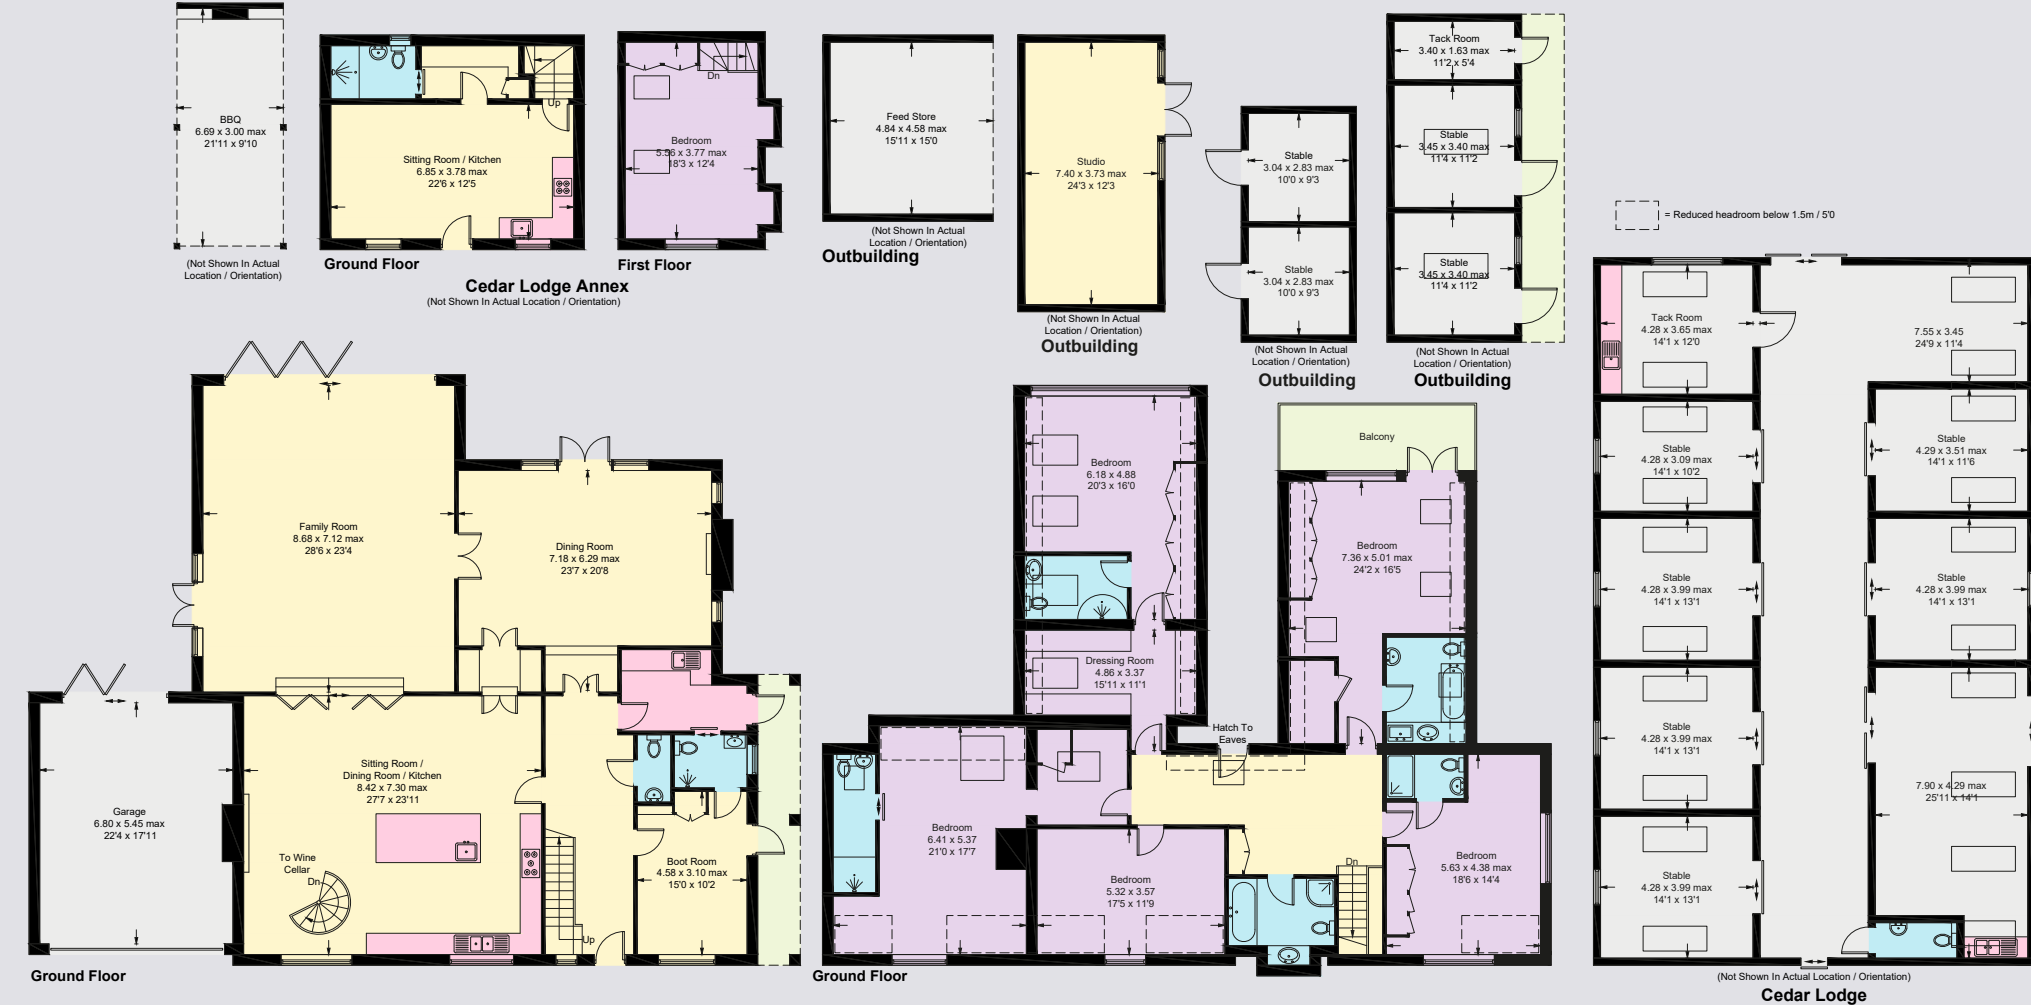 BBQ
6.69 x 3.00 max
21'11 x 9'10
(Not Shown In Actual
Location / Orientation)
Up
Sitting Room / Kitchen
6.85 x 3.78 max
22'6 x 12'5
Ground Floor
Dn
Bedroom
5.56 x 3.77 max
18'3 x 12'4
First Floor
Cedar Lodge Annex
(Not Shown In Actual Location / Orientation)
Feed Store
4.84 x 4.58 max
15'11 x 15'0
(Not Shown In Actual
Location / Orientation)
Outbuilding
Studio
7.40 x 3.73 max
24'3 x 12'3
(Not Shown In Actual
Location / Orientation)
Outbuilding
Stable
3.04 x 2.83 max
10'0 x 9'3
Stable
3.04 x 2.83 max
10'0 x 9'3
(Not Shown In Actual
Location / Orientation)
Outbuilding
Tack Room
3.40 x 1.63 max
11'2 x 5'4
Stable
3.45 x 3.40 max
11'4 x 11'2
Stable
3.45 x 3.40 max
11'4 x 11'2
(Not Shown In Actual
Location / Orientation)
Outbuilding
= Reduced headroom below 1.5m / 5'0
Family Room
8.68 x 7.12 max
28'6 x 23'4
Dining Room
7.18 x 6.29 max
23'7 x 20'8
Garage
6.80 x 5.45 max
22'4 x 17'11
Sitting Room /
Dining Room / Kitchen
8.42 x 7.30 max
27'7 x 23'11
To Wine
Cellar
Dn
Boot Room
4.58 x 3.10 max
15'0 x 10'2
Up
Ground Floor
Bedroom
6.18 x 4.88
20'3 x 16'0
Dressing Room
4.86 x 3.37
15'11 x 11'1
Balcony
Bedroom
7.36 x 5.01 max
24'2 x 16'5
Hatch To
Eaves
Bedroom
6.41 x 5.37
21'0 x 17'7
Bedroom
5.32 x 3.57
17'5 x 11'9
Dn
Bedroom
5.63 x 4.38 max
18'6 x 14'4
Ground Floor
Tack Room
4.28 x 3.65 max
14'1 x 12'0
7.55 x 3.45
24'9 x 11'4
Stable
4.28 x 3.09 max
14'1 x 10'2
Stable
4.29 x 3.51 max
14'1 x 11'6
Stable
4.28 x 3.99 max
14'1 x 13'1
Stable
4.28 x 3.99 max
14'1 x 13'1
Stable
4.28 x 3.99 max
14'1 x 13'1
7.90 x 4.29 max
25'11 x 14'1
Stable
4.28 x 3.99 max
14'1 x 13'1
(Not Shown In Actual Location / Orientation)
Cedar Lodge